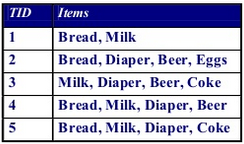 TID Items
1 Bread, Milk
2 Bread, Diaper, Beer, Eggs
3 Milk, Diaper, Beer, Coke
4 Bread, Milk, Diaper, Beer
5 Bread, Milk, Diaper, Coke